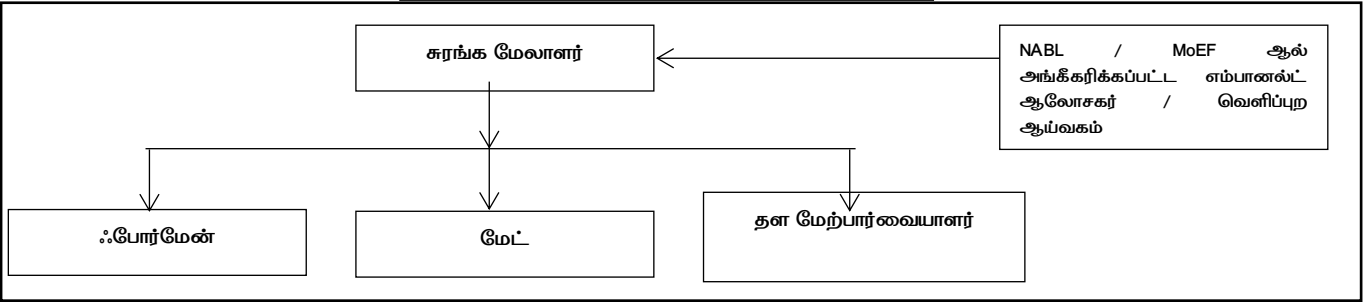 சுரங்க மேலாளர்
NABL / MoEF ஆல்
அங்கீகரிக்கப்பட்ட எம்பானல்ட்
ஆலோசகர் / வெளிப்புற
ஆய்வகம்
ஃபோர்மேன்
மேட்
தள மேற்பார்வையாளர்